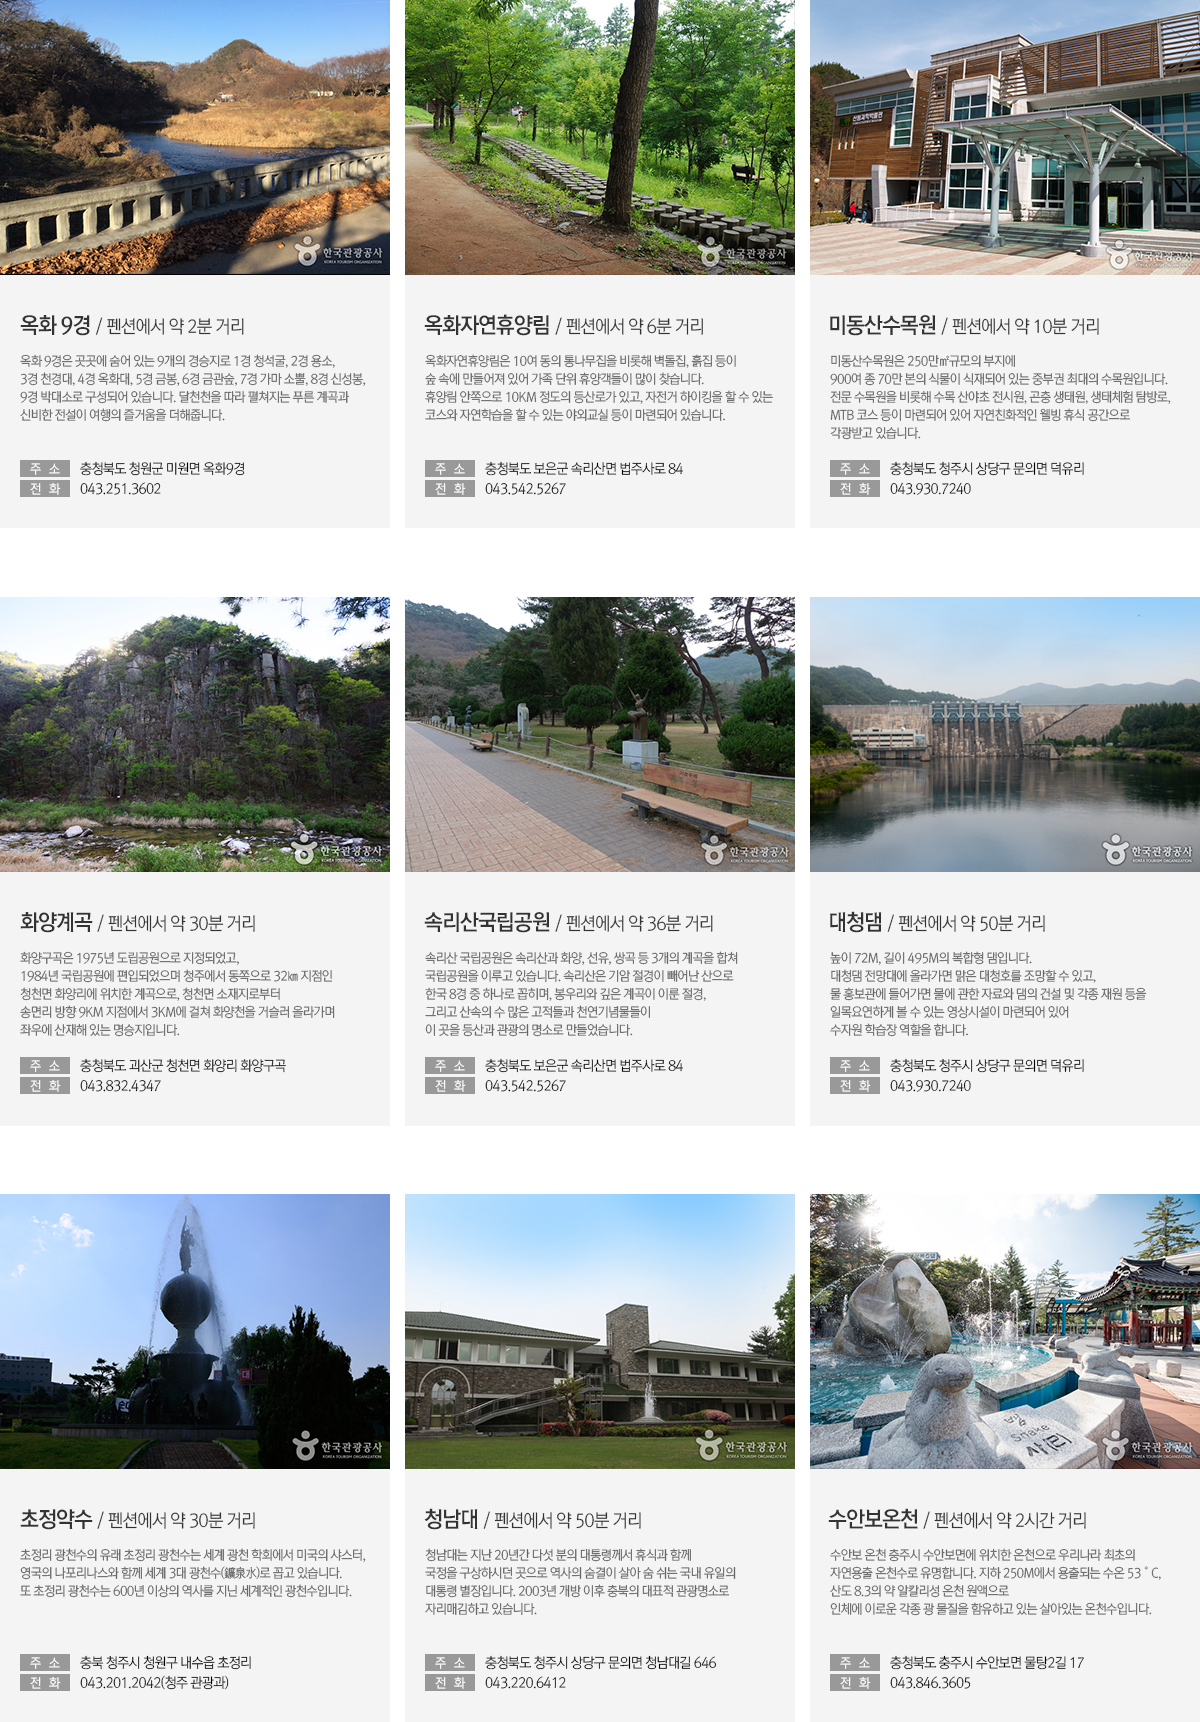 산림과학박물관
한국관광공사
KOREA TOURISM ORGANIZATION
한국관광공사
KOREA TOURISM ORGANIZATION
한국관광공사
KOREA TOURISM ORGANIZATION
옥화 9경 / 펜션에서 약 2분 거리
옥화 9경은 곳곳에 숨어 있는 9개의 경승지로 1경 청석굴, 2경 용소,
3경 천경대, 4경 옥화대, 5경 금봉, 6경 금관숲, 7경 가마 소뿔, 8경 신성봉,
9경 박대소로 구성되어 있습니다. 달천천을 따라 펼쳐지는 푸른 계곡과
신비한 전설이 여행의 즐거움을 더해줍니다.
주 소 충청북도 청원군 미원면 옥화9경
전 화 043.251.3602
옥화자연휴양림 / 펜션에서 약 6분 거리
옥화자연휴양림은 10여 동의 통나무집을 비롯해 벽돌집, 흙집 등이
숲 속에 만들어져 있어 가족 단위 휴양객들이 많이 찾습니다.
휴양림 안쪽으로 10KM 정도의 등산로가 있고, 자전거 하이킹을 할 수 있는
코스와 자연학습을 할 수 있는 야외교실 등이 마련되어 있습니다.
주 소 충청북도 보은군 속리산면 법주사로 84
전 화 043.542.5267
미동산수목원 / 펜션에서 약 10분 거리
미동산수목원은 250만㎡규모의 부지에
900여 종 70만 본의 식물이 식재되어 있는 중부권 최대의 수목원입니다.
전문 수목원을 비롯해 수목 산야초 전시원, 곤충 생태원, 생태체험 탐방로,
MTB 코스 등이 마련되어 있어 자연친화적인 웰빙 휴식 공간으로
각광받고 있습니다.
주 소 충청북도 청주시 상당구 문의면 덕유리
전 화 043.930.7240
한국관광공사
KOREA TOURISM ORGANIZATION
한국관광공사
KOREA TOURISM ORGANIZATION
한국관광공사
KOREA TOURISM ORGANIZATION
화양계곡 / 펜션에서 약 30분 거리
화양구곡은 1975년 도립공원으로 지정되었고,
1984년 국립공원에 편입되었으며 청주에서 동쪽으로 32㎞ 지점인
청천면 화양리에 위치한 계곡으로, 청천면 소재지로부터
송면리 방향 9KM 지점에서 3KM에 걸쳐 화양천을 거슬러 올라가며
좌우에 산재해 있는 명승지입니다.
주 소 충청북도 괴산군 청천면 화양리 화양구곡
전 화 043.832.4347
속리산국립공원 / 펜션에서 약 36분 거리
속리산 국립공원은 속리산과 화양, 선유, 쌍곡 등 3개의 계곡을 합쳐
국립공원을 이루고 있습니다. 속리산은 기암 절경이 빼어난 산으로
한국 8경 중 하나로 꼽히며, 봉우리와 깊은 계곡이 이룬 절경,
그리고 산속의 수 많은 고적들과 천연기념물들이
이 곳을 등산과 관광의 명소로 만들었습니다.
주 소 충청북도 보은군 속리산면 법주사로 84
전 화 043.542.5267
대청댐 / 펜션에서 약 50분 거리
높이 72M, 길이 495M의 복합형 댐입니다.
대청댐 전망대에 올라가면 맑은 대청호를 조망할 수 있고,
물 홍보관에 들어가면 물에 관한 자료와 댐의 건설 및 각종 재원 등을
일목요연하게 볼 수 있는 영상시설이 마련되어 있어
수자원 학습장 역할을 합니다.
주 소 충청북도 청주시 상당구 문의면 덕유리
전 화 043.930.7240
한국관광공사
KOREA TOURISM ORGANIZATION
한국관광공사
KOREA TOURISM ORGANIZATION
Snake
사틴
한국관광공사
KOREA TOURISM ORGANIZATION
초정약수 / 펜션에서 약 30분 거리
초정리 광천수의 유래 초정리 광천수는 세계 광천 학회에서 미국의 샤스터,
영국의 나포리나스와 함께 세계 3대 광천수(鑛泉水)로 꼽고 있습니다.
또 초정리 광천수는 600년 이상의 역사를 지닌 세계적인 광천수입니다.
주 소 충북 청주시 청원구 내수읍 초정리
전 화 043.201.2042(청주 관광과)
청남대 / 펜션에서 약 50분 거리
청남대는 지난 20년간 다섯 분의 대통령께서 휴식과 함께
국정을 구상하시던 곳으로 역사의 숨결이 살아 숨 쉬는 국내 유일의
대통령 별장입니다. 2003년 개방 이후 충북의 대표적 관광명소로
자리매김하고 있습니다.
주 소 충청북도 청주시 상당구 문의면 청남대길 646
전 화 043.220.6412
수안보온천 / 펜션에서 약 2시간 거리
수안보 온천 충주시 수안보면에 위치한 온천으로 우리나라 최초의
자연용출 온천수로 유명합니다. 지하 250M에서 용출되는 수온 53˚C,
산도 8.3의 약 알칼리성 온천 원액으로
인체에 이로운 각종 광 물질을 함유하고 있는 살아있는 온천수입니다.
주 소 충청북도 충주시 수안보면 물탕2길 17
전 화 043.846.3605